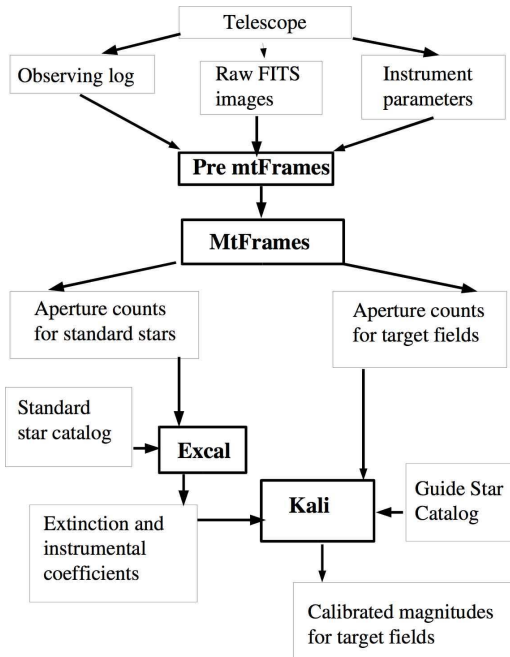 Telescope
Observing log
Raw FITS
images
Instrument
parameters
Pre mtFrames
MtFrames
Aperture counts
for standard stars
Aperture counts
for target fields
Standard
star catalog
Excal
Guide Star
Catalog
Kali
Extinction and
instrumental
coefficients
Calibrated magnitudes
for target fields